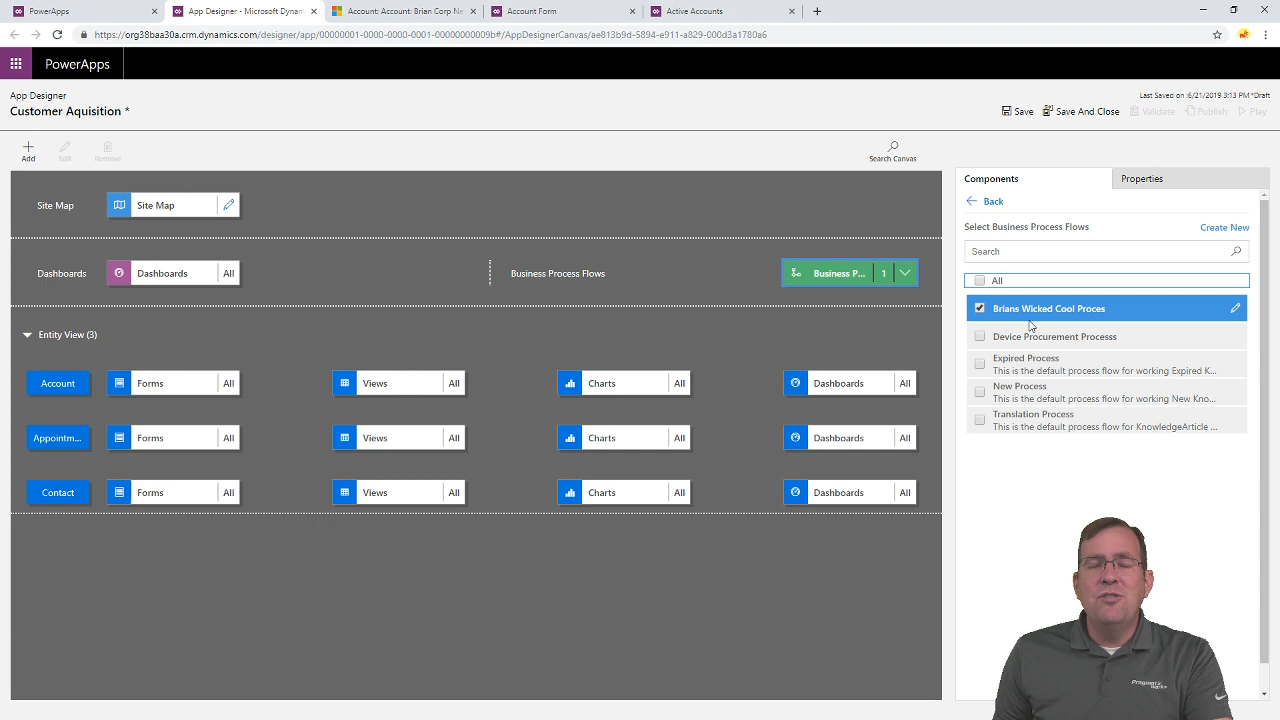 PowerApps
App Designer - Microsoft Dynam
Account: Account: Brian Corp Ne
Account Form
Active Accounts
https://org38baa30a.crm.dynamics.com/designer/app/00000001-0000-0000-0001-00000000009b#/AppDesignerCanvas/ae813b9d-5894-e911-a829-000d3a1780a6
PowerApps
App Designer
Customer Aquisition *
Last Saved on :6/21/2019 3:13 PM*Draft
Save
Save And Close
Validate
Publish
Play
Add
Edit
Remove
Search Canvas
Site Map
Site Map
Dashboards
Dashboards
All
Business Process Flows
Business P...
1
Entity View (3)
Account
Forms
All
Views
All
Charts
All
Dashboards
All
Appointm...
Forms
All
Views
All
Charts
All
Dashboards
All
Contact
Forms
All
Views
All
Charts
All
Dashboards
All
Components
Properties
Back
Select Business Process Flows
Create New
Search
All
Brians Wicked Cool Proces
Device Procurement Processs
Expired Process
This is the default process flow for working Expired K...
New Process
This is the default process flow for working New Kno...
Translation Process
This is the default process flow for KnowledgeArticle ...
Pragmatic
Works